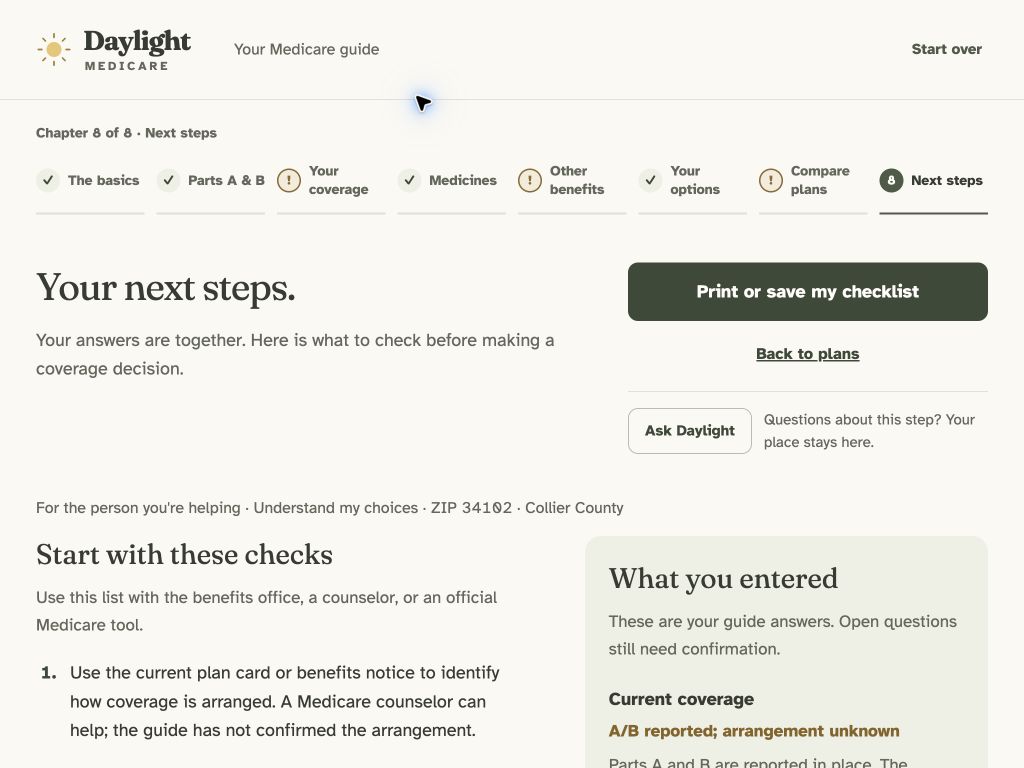 Daylight
MEDICARE
Your Medicare guide
Start over
Chapter 8 of 8 · Next steps
The basics
Parts A & B
! Your
coverage
Medicines
! Other
benefits
Your
options
! Compare
plans
8 Next steps
Your next steps.
Your answers are together. Here is what to check before making a
coverage decision.
Print or save my checklist
Back to plans
Ask Daylight
Questions about this step? Your
place stays here.
For the person you're helping · Understand my choices · ZIP 34102 · Collier County
Start with these checks
Use this list with the benefits office, a counselor, or an official
Medicare tool.
1. Use the current plan card or benefits notice to identify
how coverage is arranged. A Medicare counselor can
help; the guide has not confirmed the arrangement.
What you entered
These are your guide answers. Open questions
still need confirmation.
Current coverage
A/B reported; arrangement unknown
Parts A and B are reported in place. The